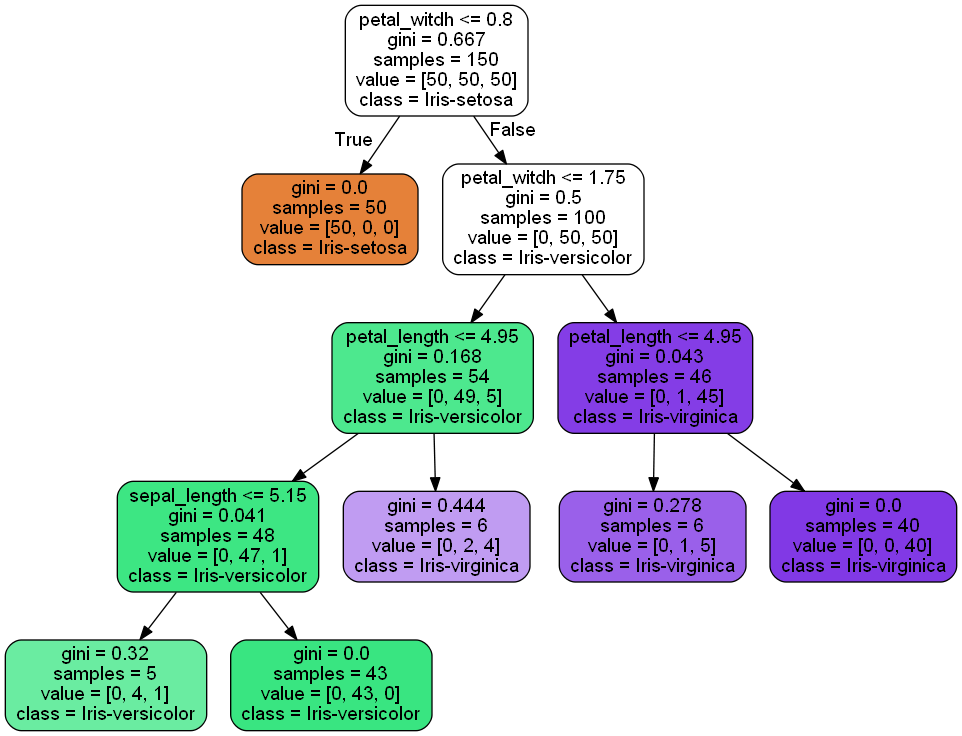 petal_witdh <= 0.8
gini = 0.667
samples = 150
value = [50, 50, 50]
class = Iris-setosa
True
False
gini = 0.0
samples = 50
value = [50, 0, 0]
class = Iris-setosa
petal_witdh <= 1.75
gini = 0.5
samples = 100
value = [0, 50, 50]
class = Iris-versicolor
petal_length <= 4.95
gini = 0.168
samples = 54
value = [0, 49, 5]
class = Iris-versicolor
petal_length <= 4.95
gini = 0.043
samples = 46
value = [0, 1, 45]
class = Iris-virginica
sepal_length <= 5.15
gini = 0.041
samples = 48
value = [0, 47, 1]
class = Iris-versicolor
gini = 0.444
samples = 6
value = [0, 2, 4]
class = Iris-virginica
gini = 0.278
samples = 6
value = [0, 1, 5]
class = Iris-virginica
gini = 0.0
samples = 40
value = [0, 0, 40]
class = Iris-virginica
gini = 0.32
samples = 5
value = [0, 4, 1]
class = Iris-versicolor
gini = 0.0
samples = 43
value = [0, 43, 0]
class = Iris-versicolor